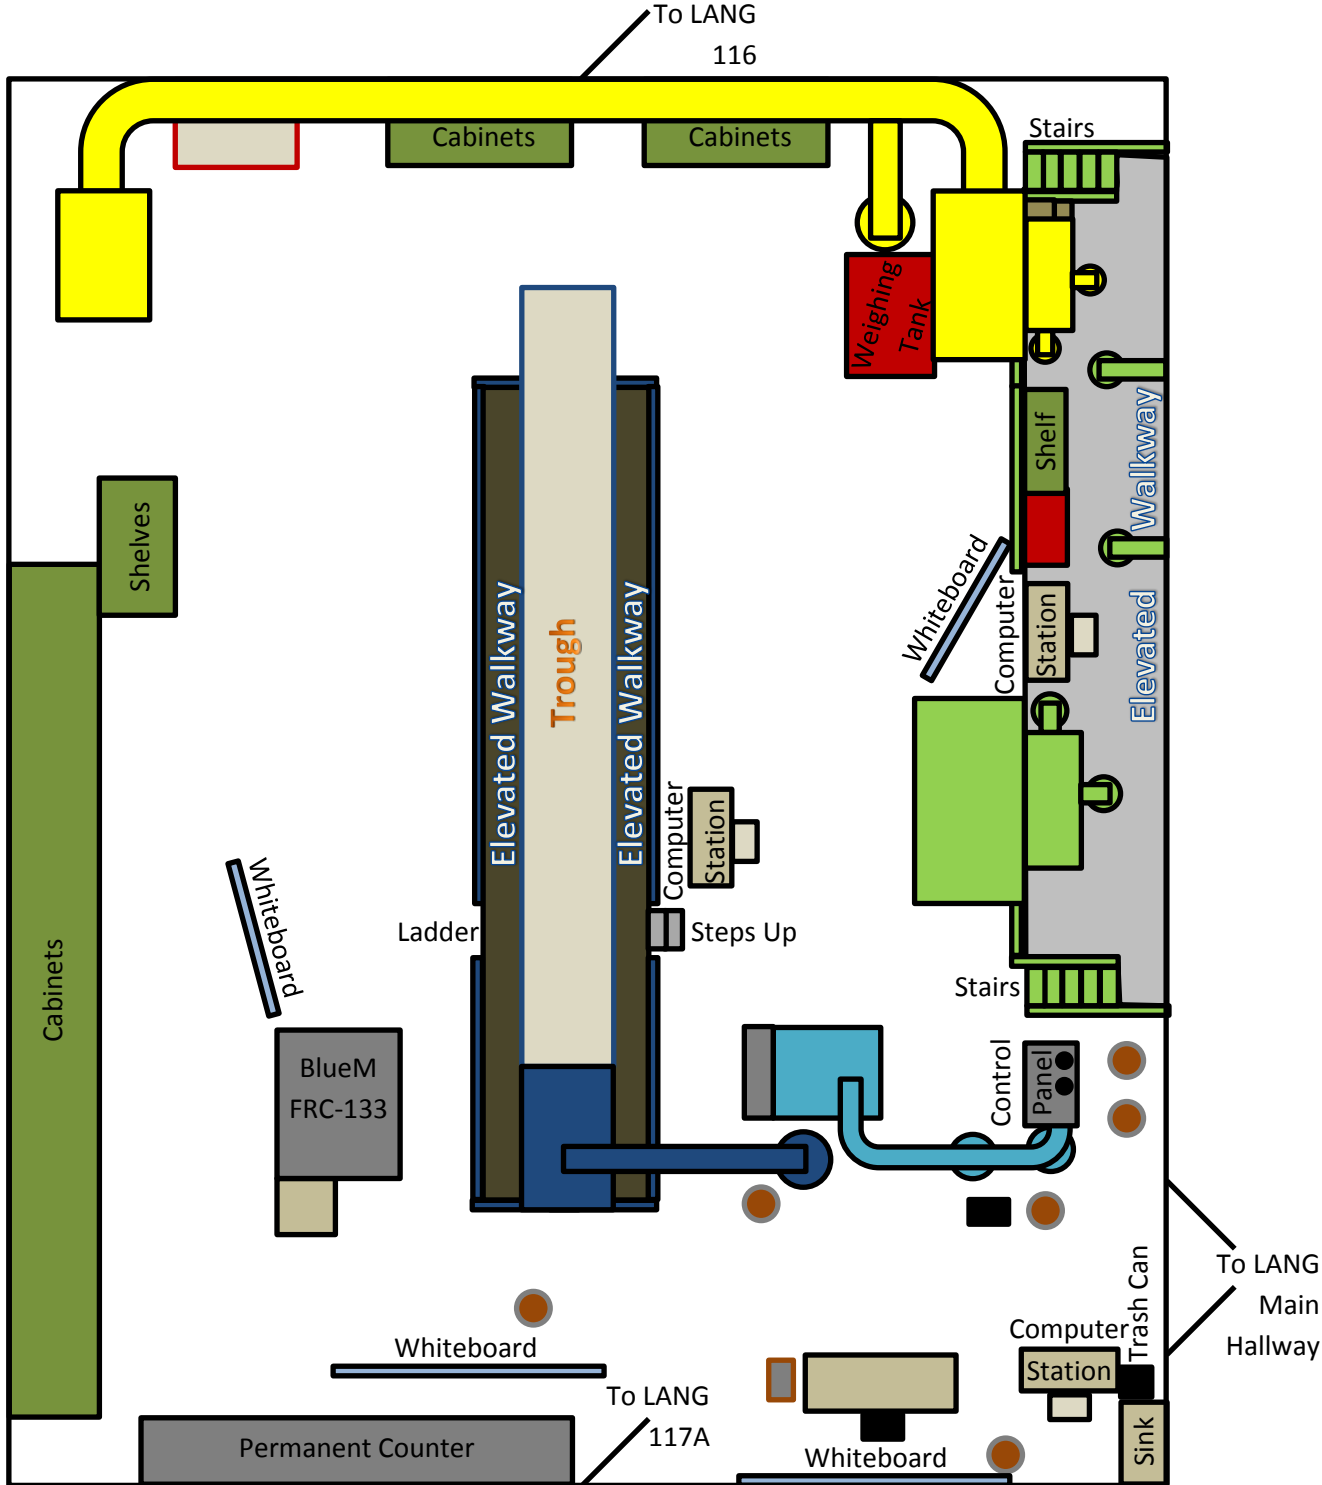 To LANG
116
Stairs
Cabinets
Cabinets
Weighing
Tank
Elevated Walkway
Shelf
Shelves
Whiteboard
Computer
Station
Elevated Walkway
Trough
Elevated Walkway
Computer
Station
Whiteboard
Ladder
Steps Up
Cabinets
Stairs
BlueM
FRC-133
Control
Panel
To LANG
Main
Hallway
Trash Can
Computer
Station
Whiteboard
To LANG
117A
Permanent Counter
Whiteboard
Sink